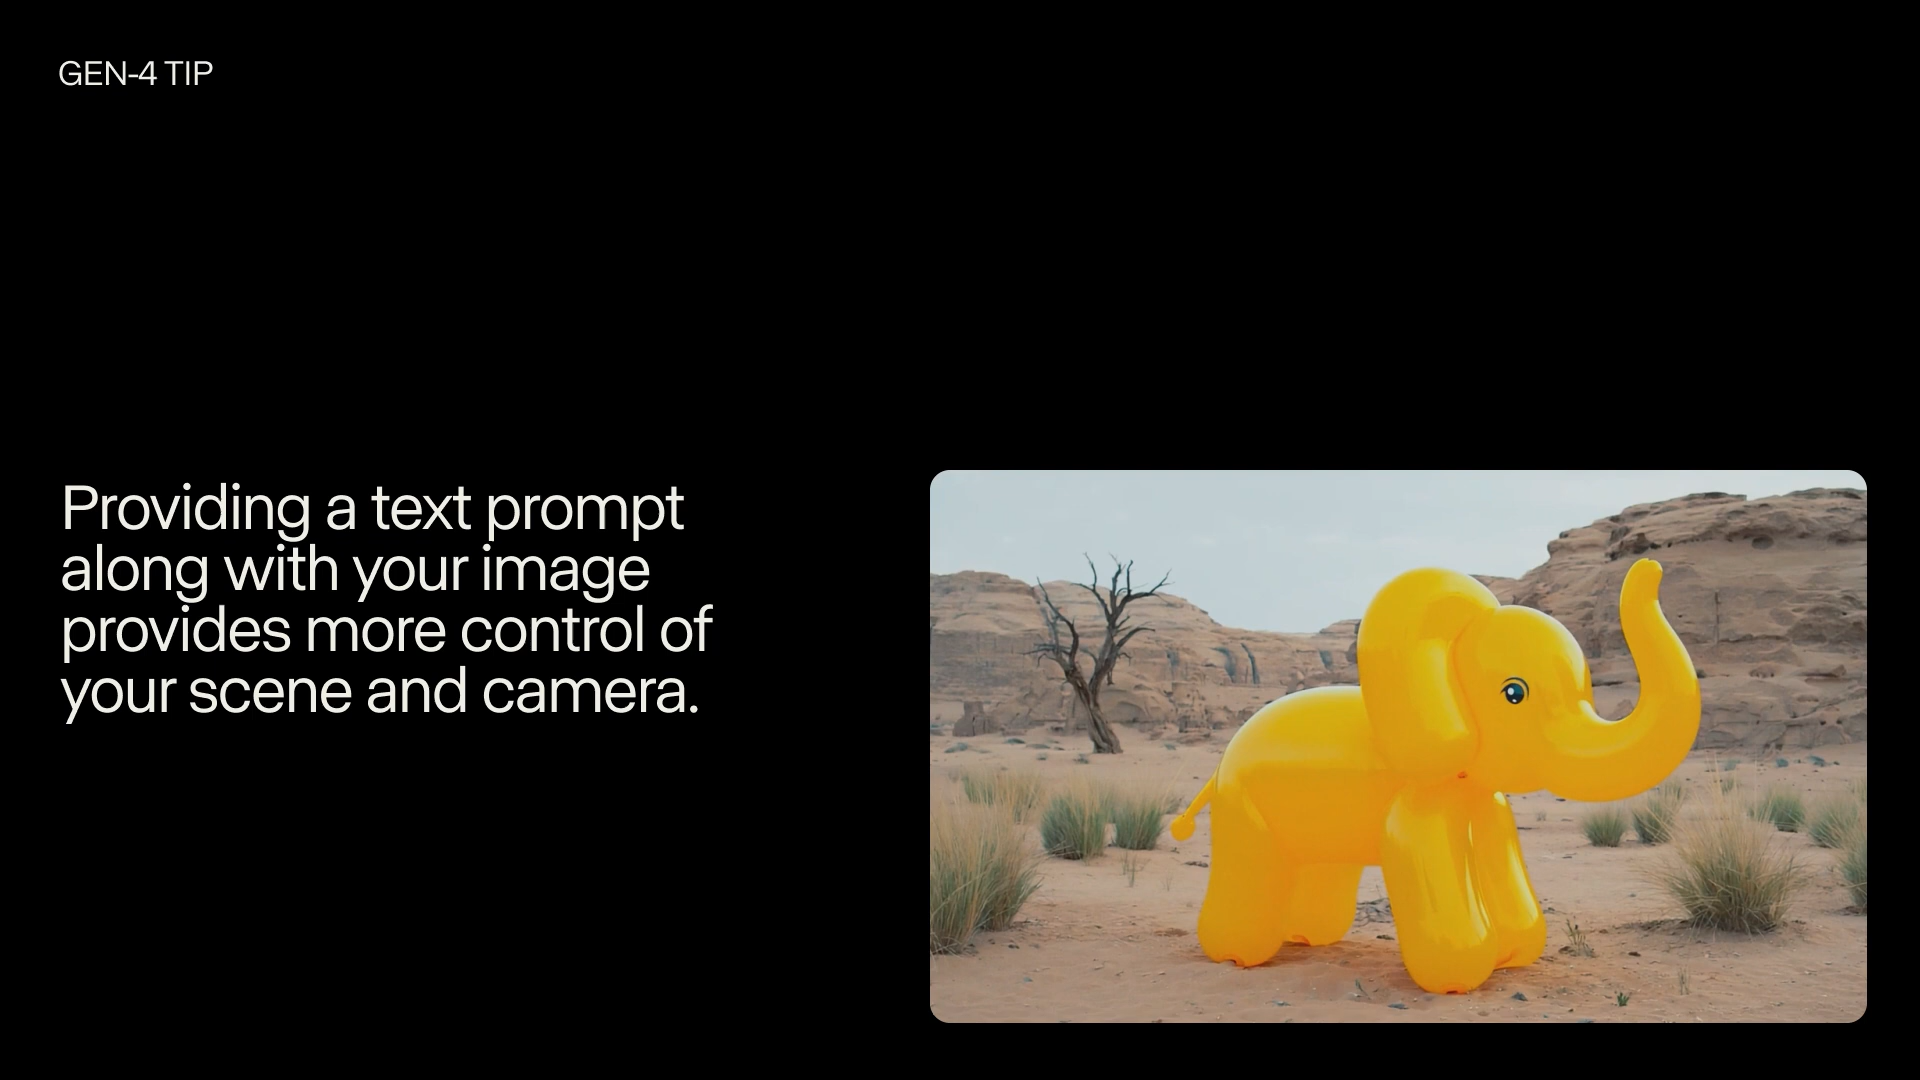 GEN-4 TIP
Providing a text prompt
along with your image
provides more control of
your scene and camera.